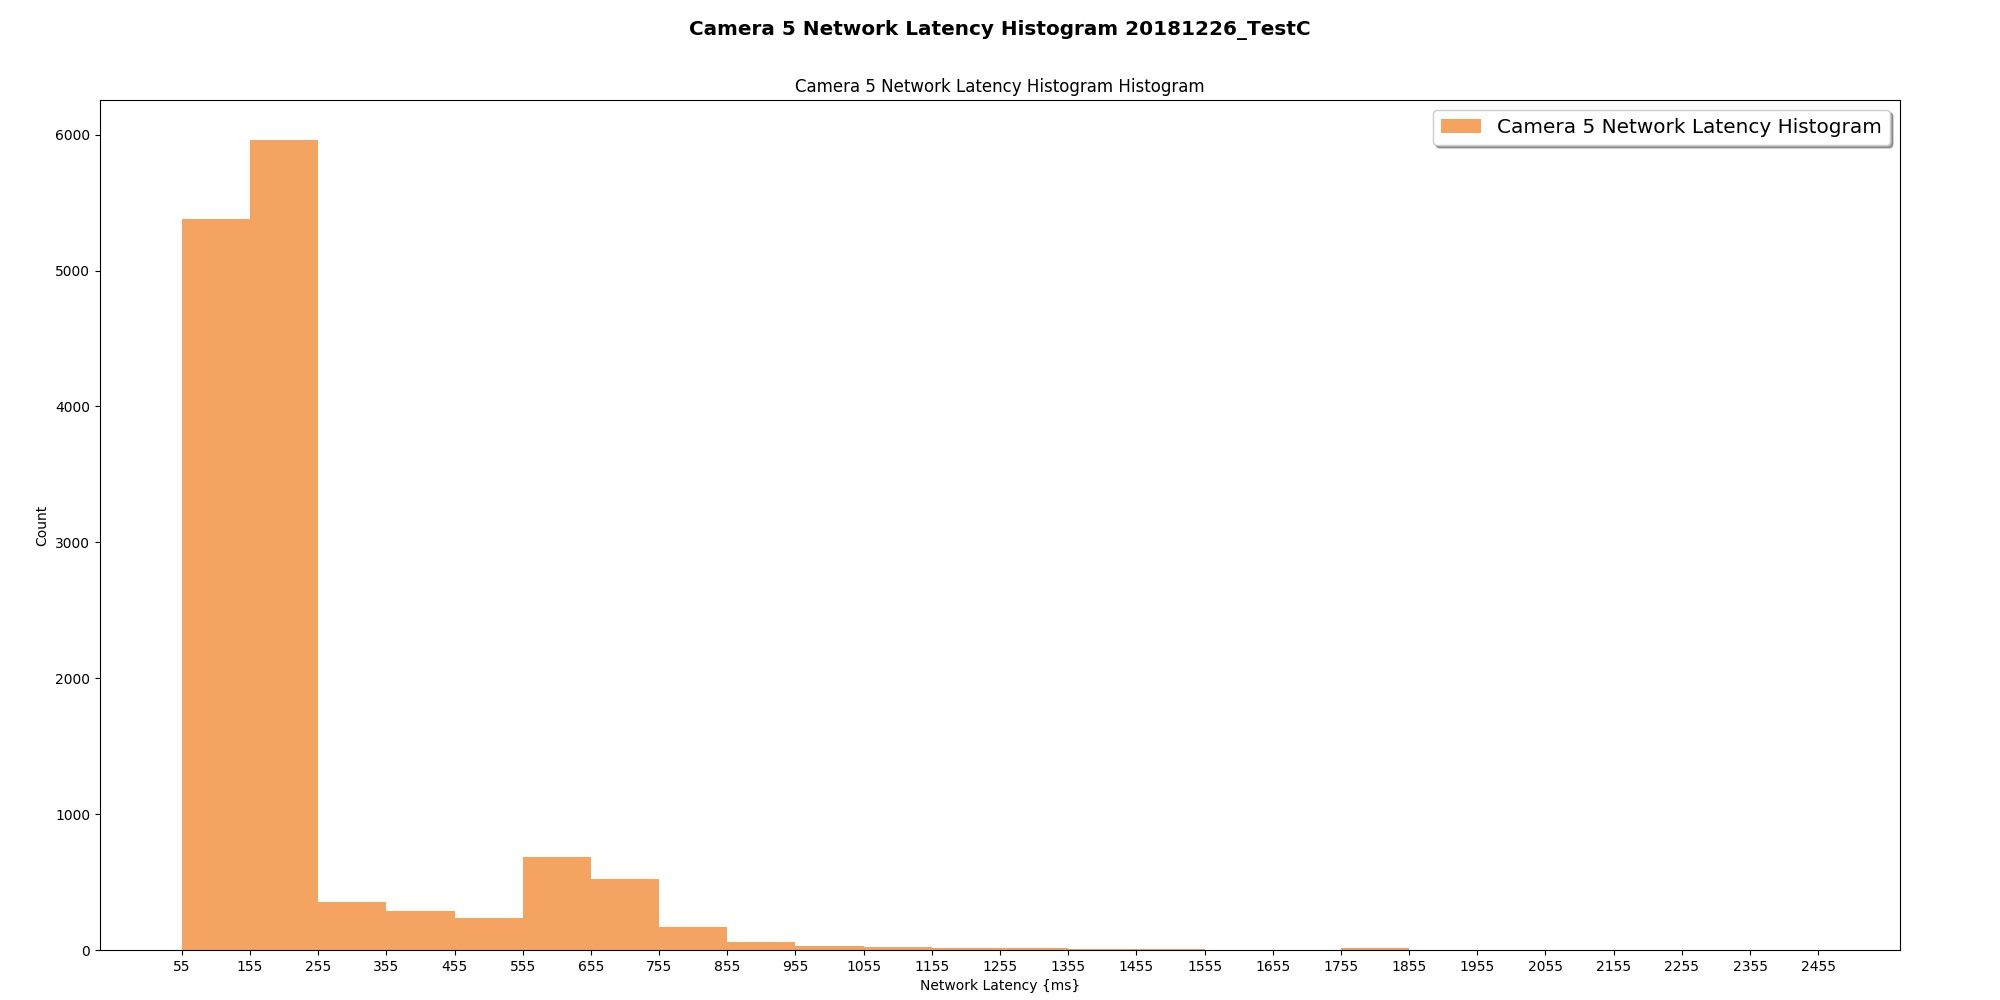 Camera 5 Network Latency Histogram 20181226_TestC
Camera 5 Network Latency Histogram Histogram
Camera 5 Network Latency Histogram
6000
5000
4000
3000
2000
1000
0
Count
55 155 255 355 455 555 655 755 855 955 1055 1155 1255 1355 1455 1555 1655 1755 1855 1955 2055 2155 2255 2355 2455
Network Latency {ms}